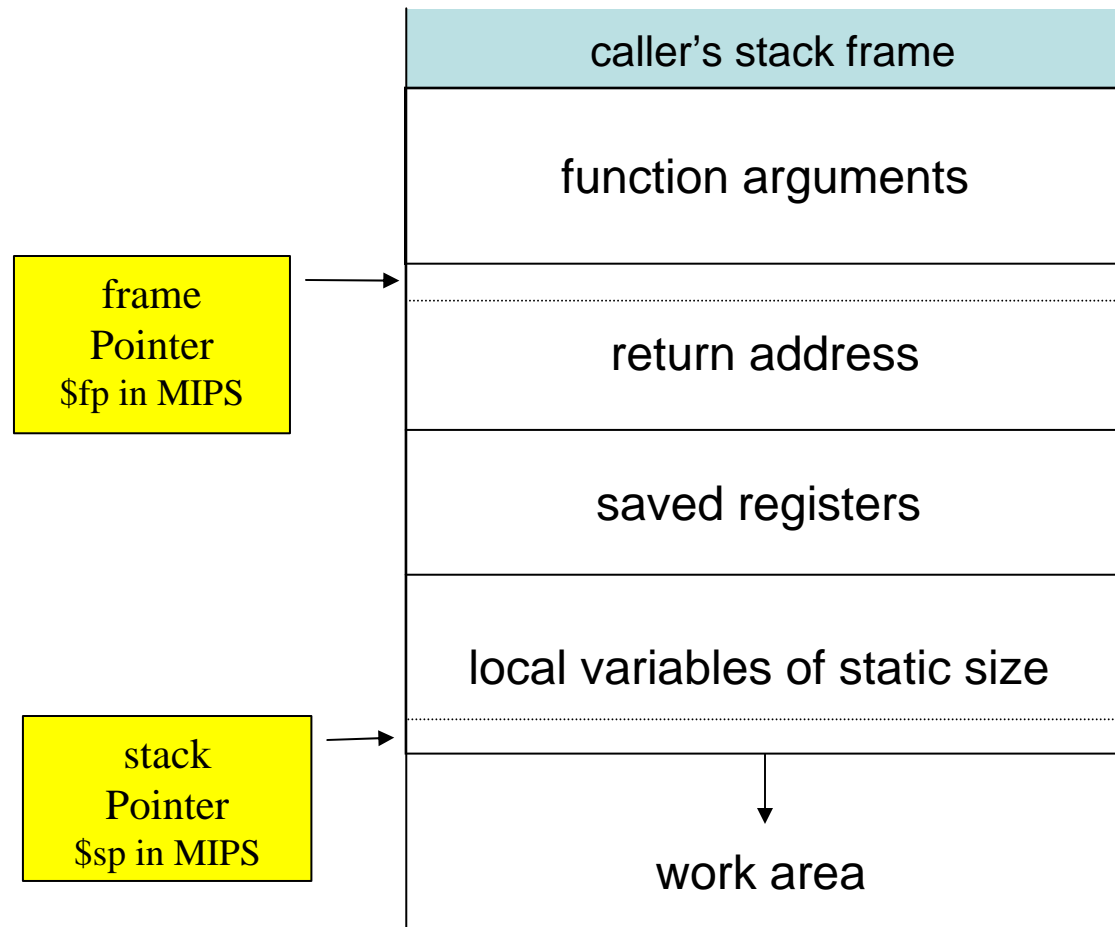 caller’s stack frame
function arguments
frame
Pointer
$fp in MIPS
return address
saved registers
local variables of static size
stack
Pointer
$sp in MIPS
work area